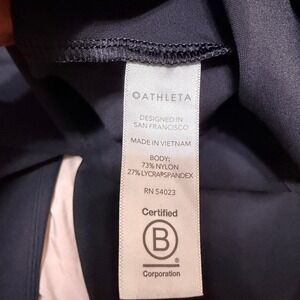 ATHLETA
DESIGNED IN
SAN FRANCISCO
MADE IN VIETNAM
BODY:
73% NYLON
27% LYCRA®SPANDEX
RN 54023
Certified
B
Corporation